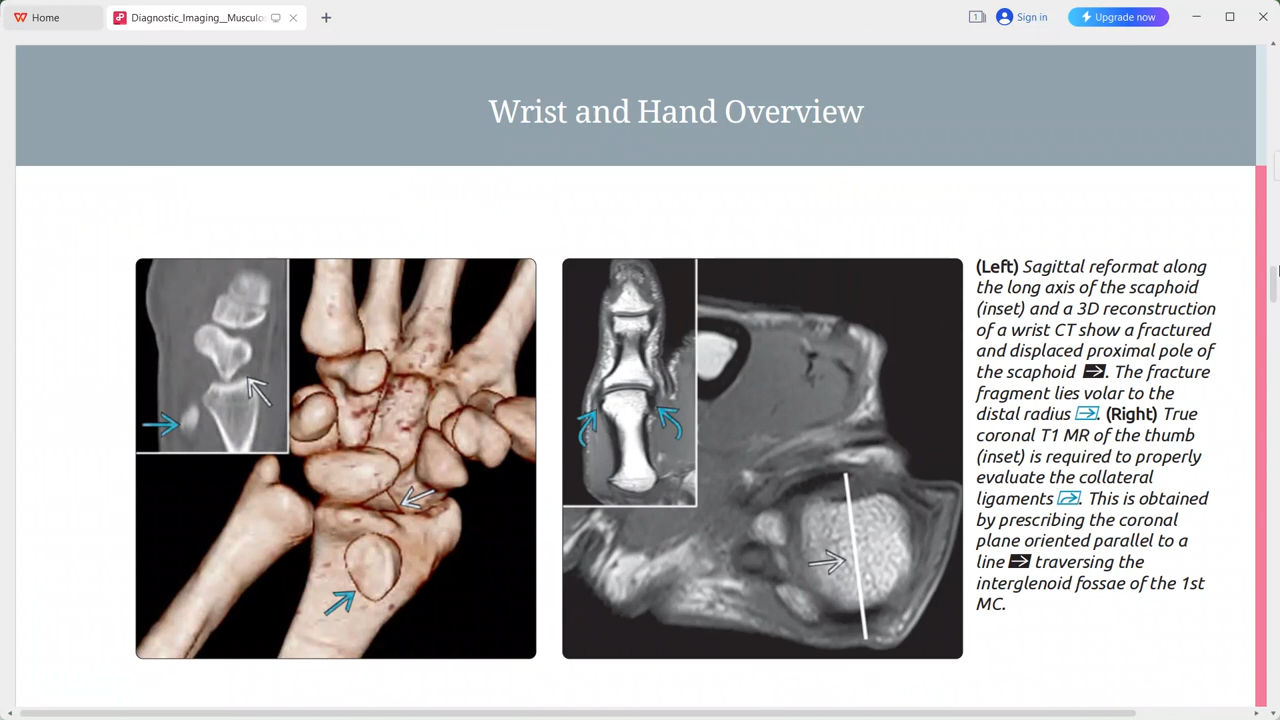 Home
Diagnostic_Imaging__Musculo
1
Sign in
Upgrade now
Wrist and Hand Overview
(Left) Sagittal reformat along
the long axis of the scaphoid
(inset) and a 3D reconstruction
of a wrist CT show a fractured
and displaced proximal pole of
the scaphoid ➡. The fracture
fragment lies volar to the
distal radius ➡. (Right) True
coronal T1 MR of the thumb
(inset) is required to properly
evaluate the collateral
ligaments ↪. This is obtained
by prescribing the coronal
plane oriented parallel to a
line ➡ traversing the
interglenoid fossae of the 1st
MC.